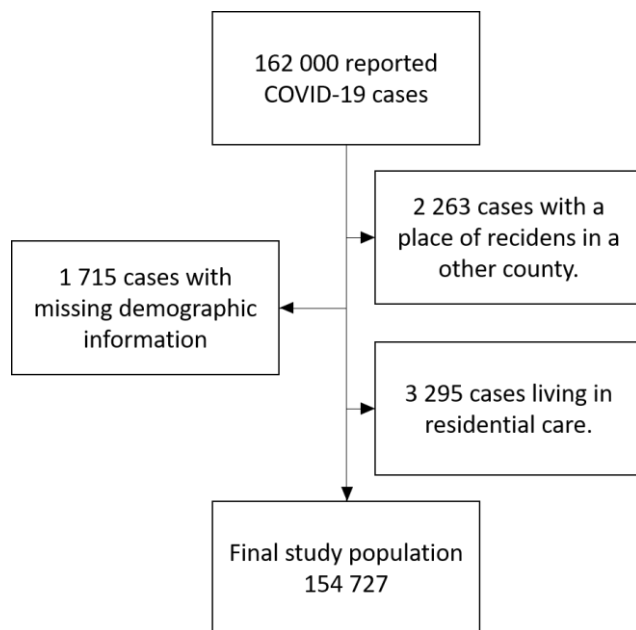 162 000 reported
COVID-19 cases
2 263 cases with a
place of recidens in a
other county.
1 715 cases with
missing demographic
information
3 295 cases living in
residential care.
Final study population
154 727